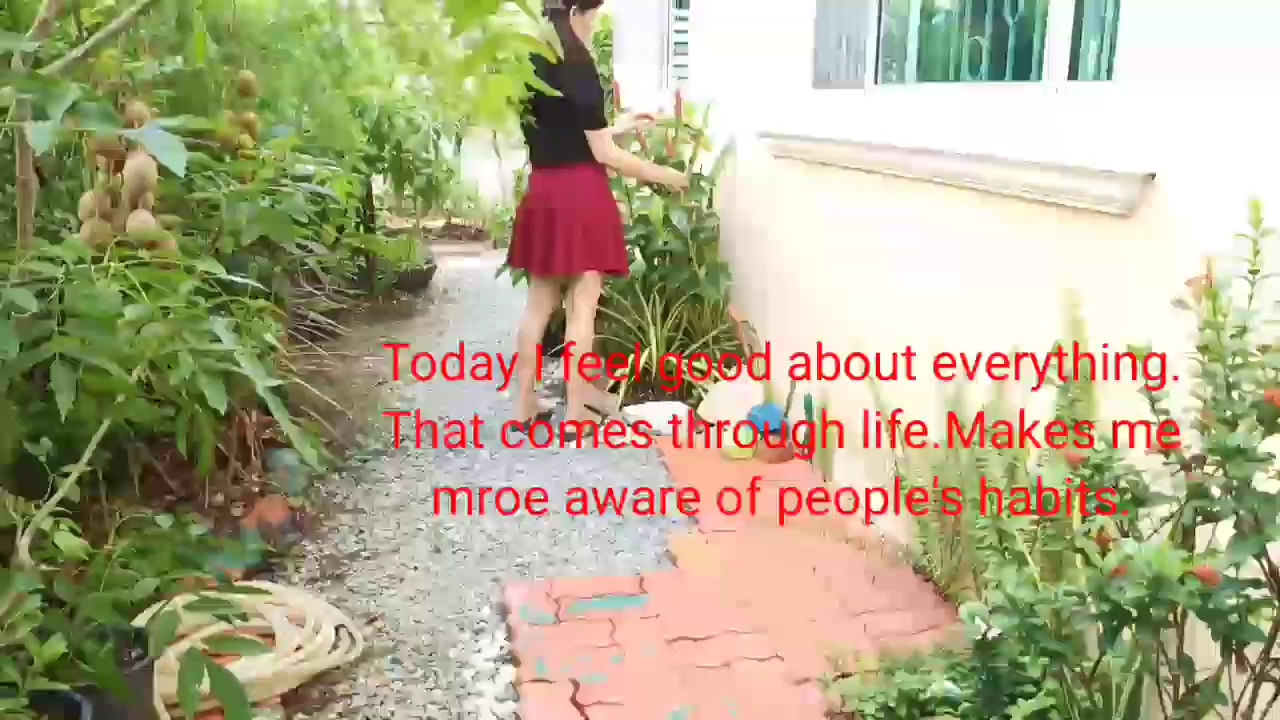 Today I feel good about everything.
That comes through life.Makes me
mroe aware of people's habits.